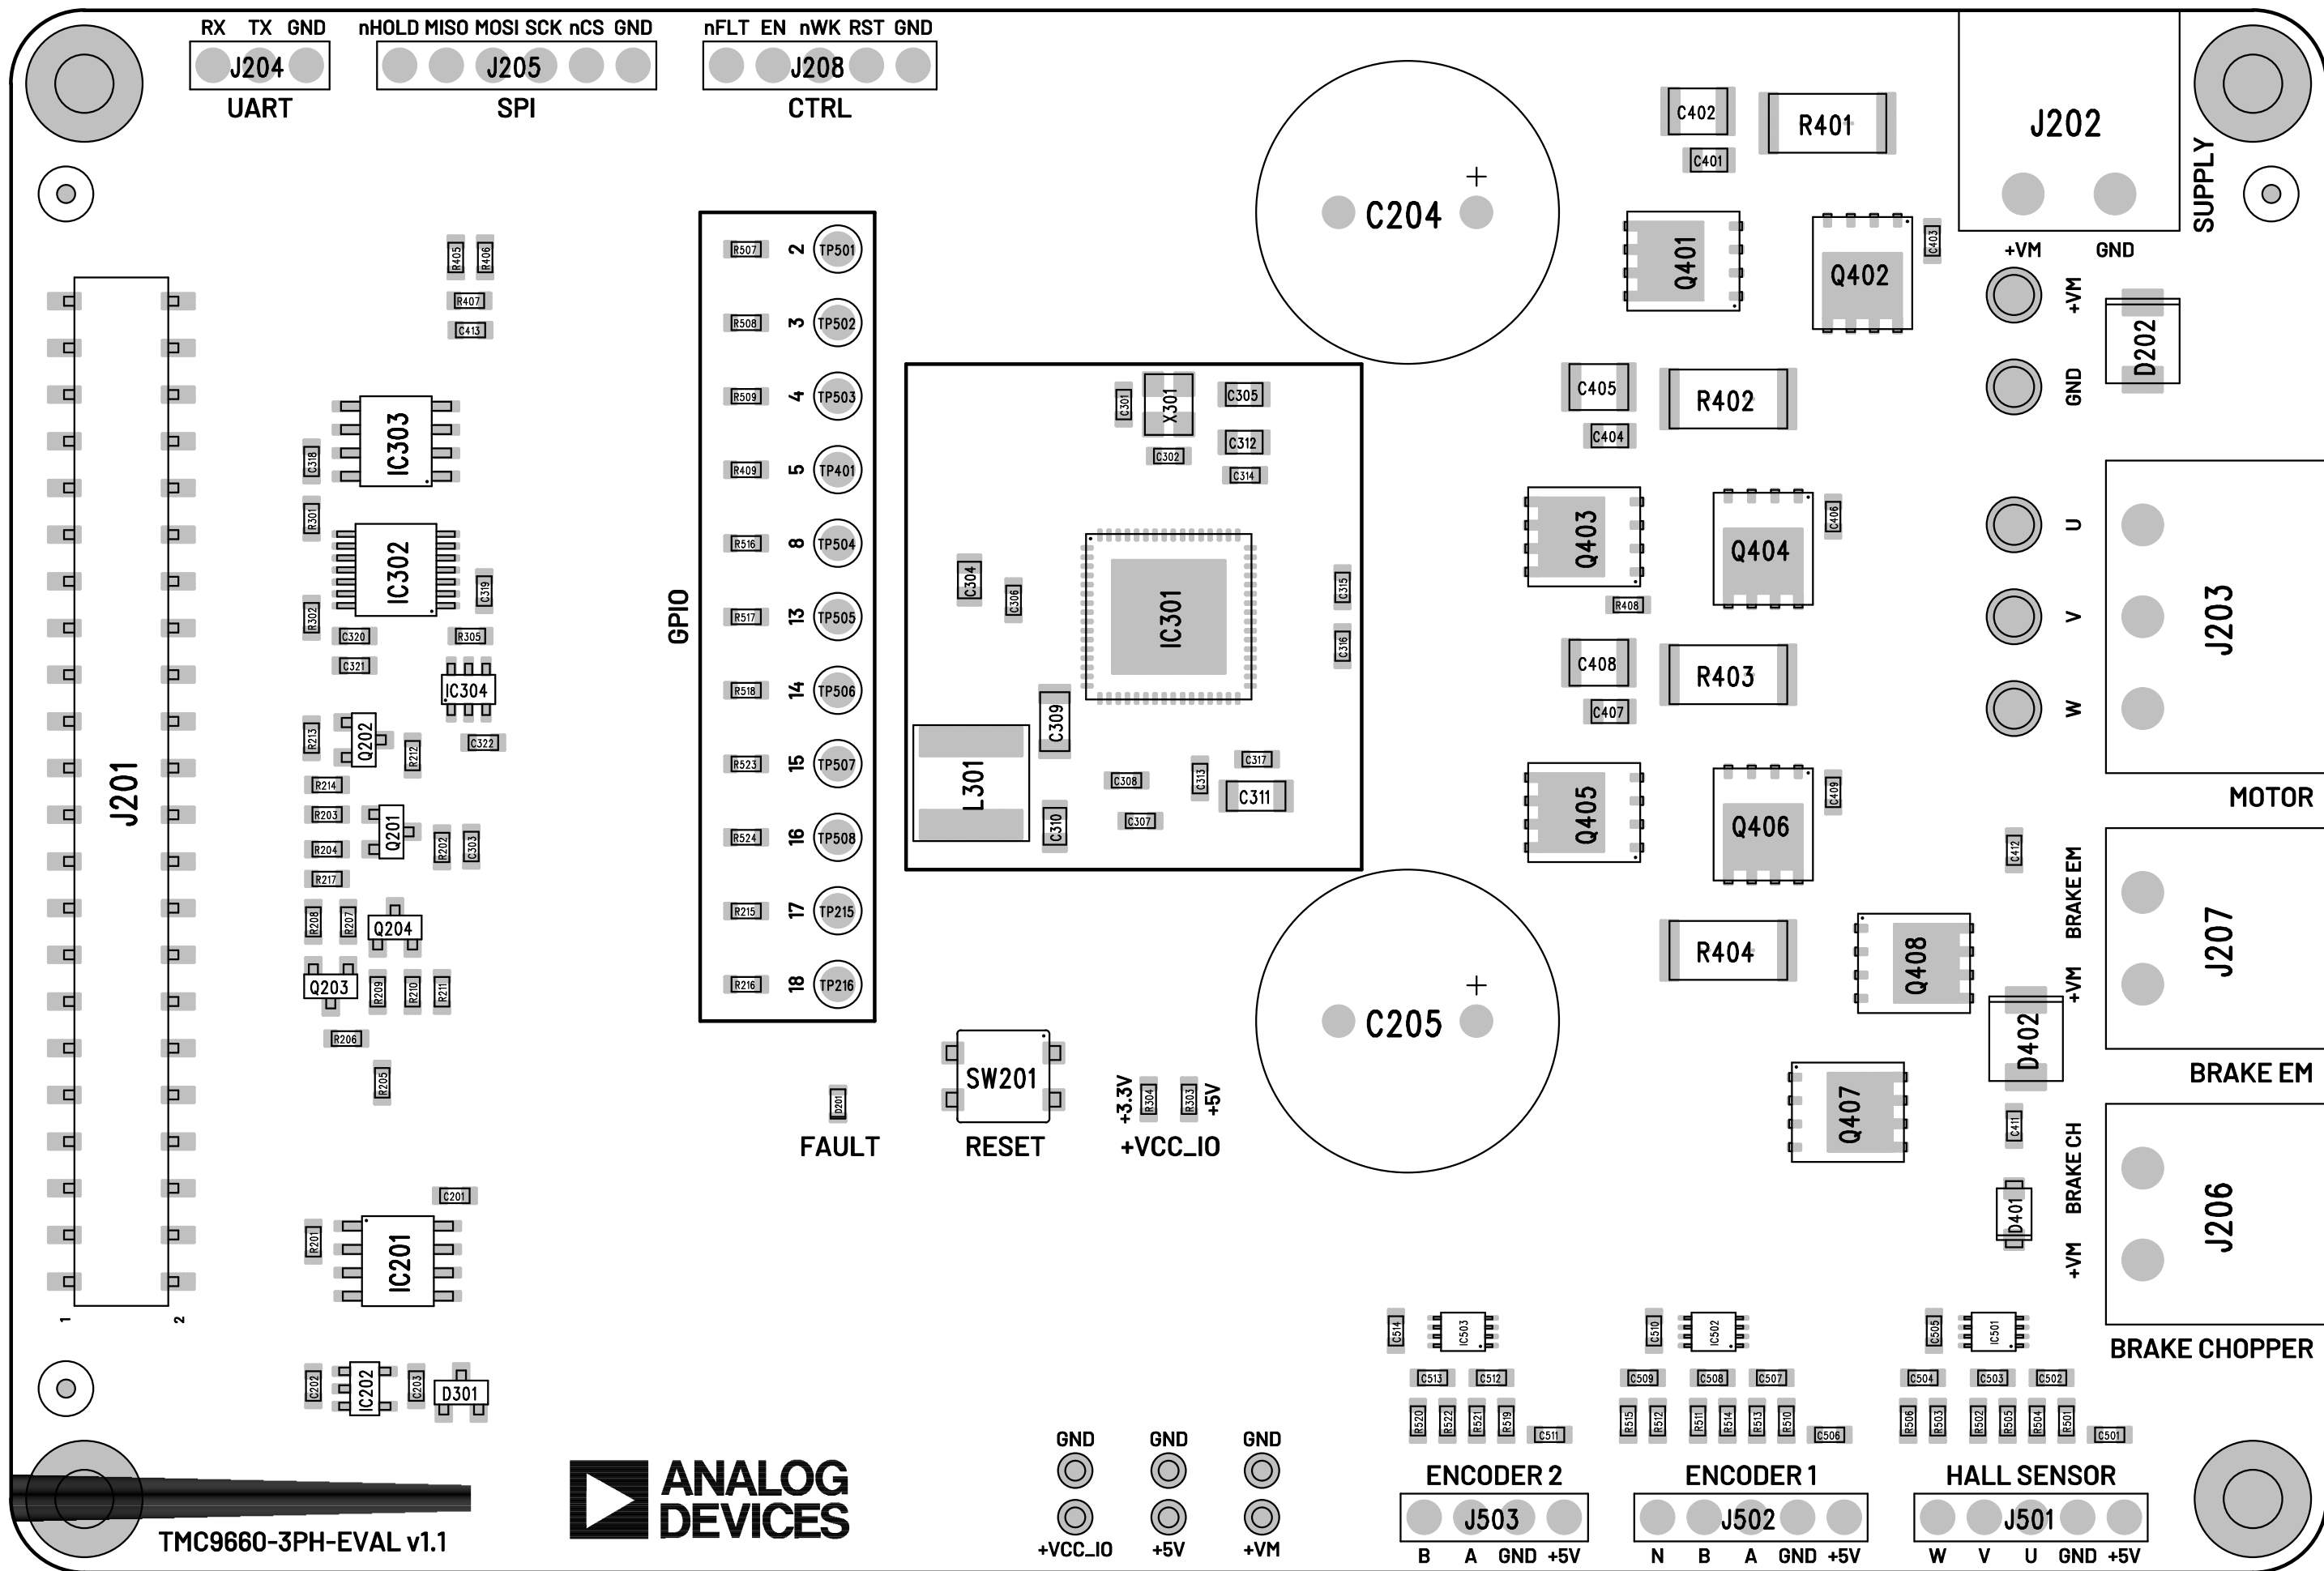 RX TX GND
J204
UART
nHOLD MISO MOSI SCK nCS GND
J205
SPI
nFLT EN nWK RST GND
J208
CTRL
C204
+
C402
R401
C401
J202
SUPPLY
+VM GND
Q401
Q402
C403
+VM
GND
D202
R405
R406
R407
C413
GPIO
R507 2 TP501
R508 3 TP502
R509 4 TP503
R409 5 TP401
R516 8 TP504
R517 13 TP505
R518 14 TP506
R523 15 TP507
R524 16 TP508
R215 17 TP215
R216 18 TP216
J201
1
2
IC303
C318
R301
IC302
C319
R302
C320
R305
C321
IC304
Q202
R213
R212
C322
R214
R203
Q201
R204
R202
C303
R217
R208
R207
Q204
Q203
R209
R210
R211
R206
R205
C301
X301
C305
C312
C302
C314
C304
C306
IC301
C315
C316
C309
L301
C308
C313
C317
C311
C310
C307
C405
R402
C404
Q403
Q404
C406
R408
C408
R403
C407
Q405
Q406
C409
R404
U
V
W
J203
MOTOR
C412
BRAKE EM
+VM
J207
BRAKE EM
Q408
D402
Q407
C411
BRAKE CH
+VM
D401
J206
BRAKE CHOPPER
C205
+
D201
FAULT
SW201
RESET
+3.3V
R304
R303
+5V
+VCC_IO
C201
R201
IC201
C202
IC202
C203
D301
TMC9660-3PH-EVAL v1.1
ANALOG
DEVICES
GND GND GND
+VCC_IO +5V +VM
C514
IC503
C513
C512
R520
R522
R521
R519
C511
ENCODER 2
J503
B A GND +5V
C510
IC502
C509
C508
C507
R515
R512
R511
R514
R513
R510
C506
ENCODER 1
J502
N B A GND +5V
C505
IC501
C504
C503
C502
R506
R503
R502
R505
R504
R501
C501
HALL SENSOR
J501
W V U GND +5V